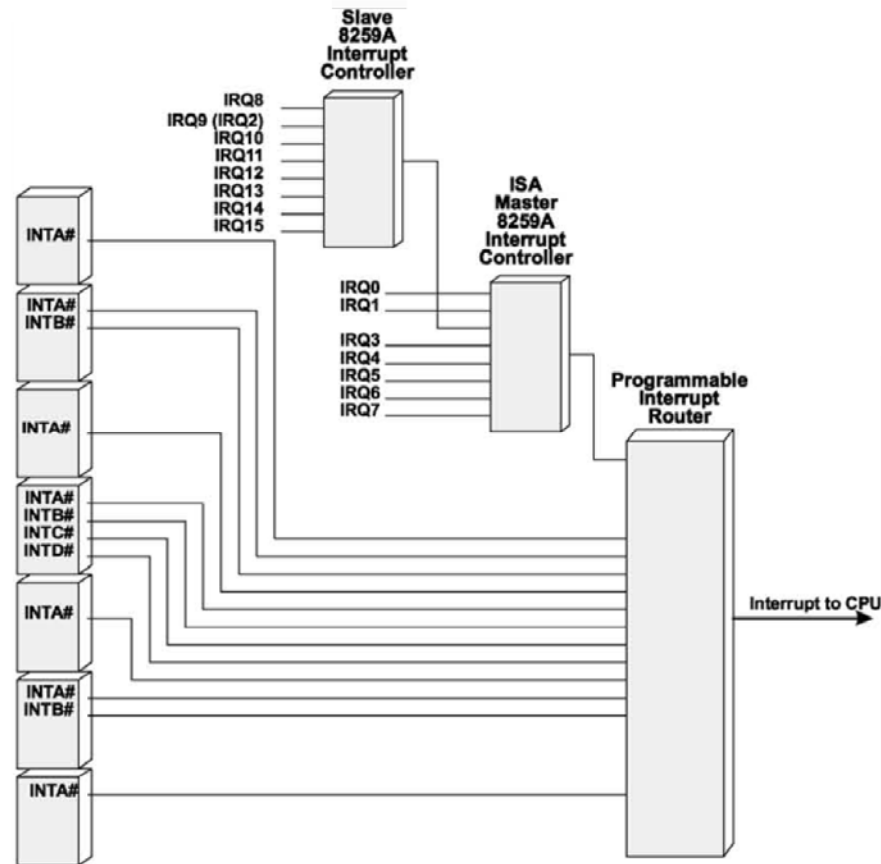 Slave
8259A
Interrupt
Controller
IRQ8
IRQ9 (IRQ2)
IRQ10
IRQ11
IRQ12
IRQ13
IRQ14
IRQ15
ISA
Master
8259A
Interrupt
Controller
IRQ0
IRQ1
IRQ3
IRQ4
IRQ5
IRQ6
IRQ7
Programmable
Interrupt
Router
Interrupt to CPU
INTA#
INTA#
INTB#
INTA#
INTA#
INTB#
INTC#
INTD#
INTA#
INTA#
INTB#
INTA#